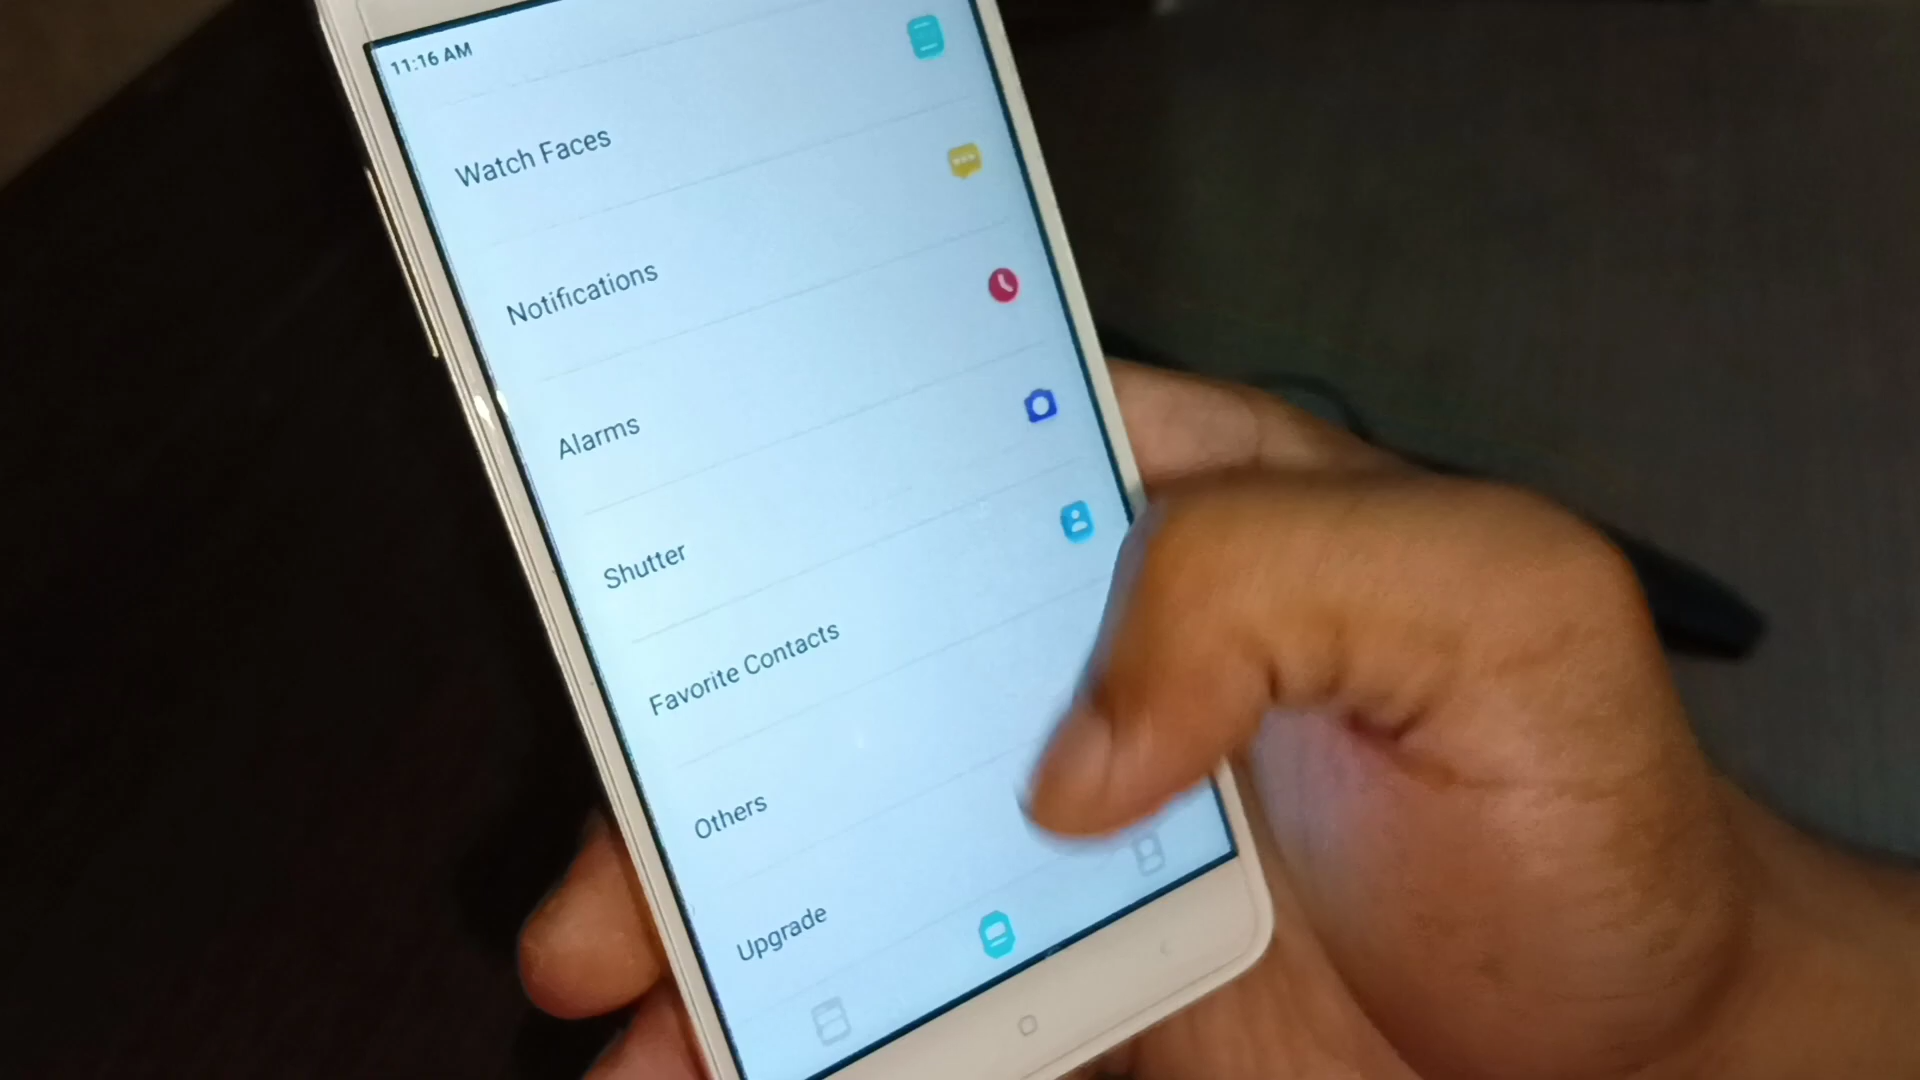 11:16 AM
Watch Faces
Notifications
Alarms
Shutter
Favorite Contacts
Others
Upgrade